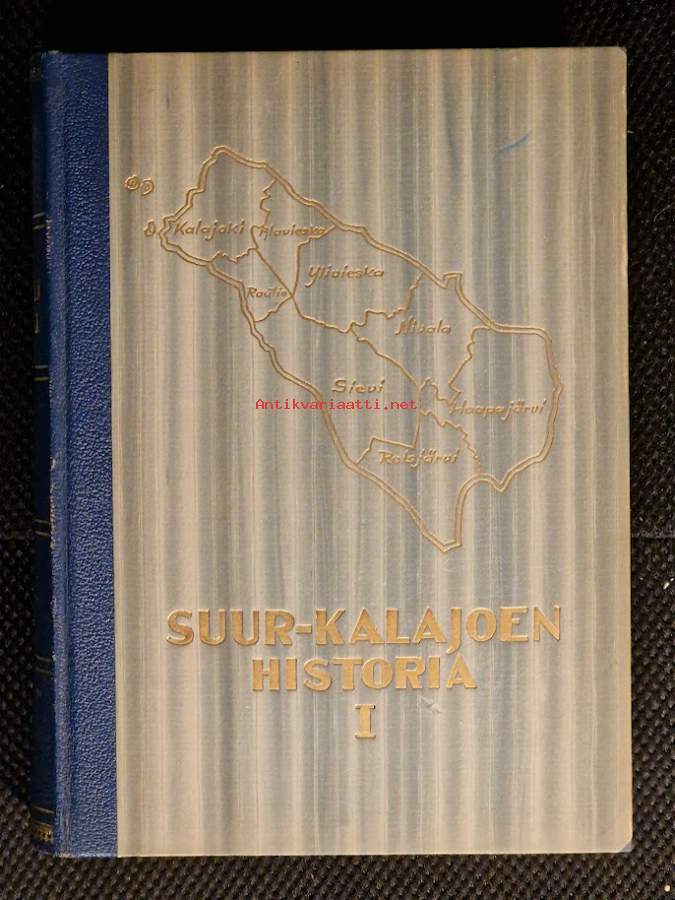 Kalajoki
Alavieska
Ylivieska
Rautio
Nivala
Sievi
Haapajärvi
Antikvariaatti.net
Reisjärvi
SUUR-KALAJOEN
HISTORIA
I